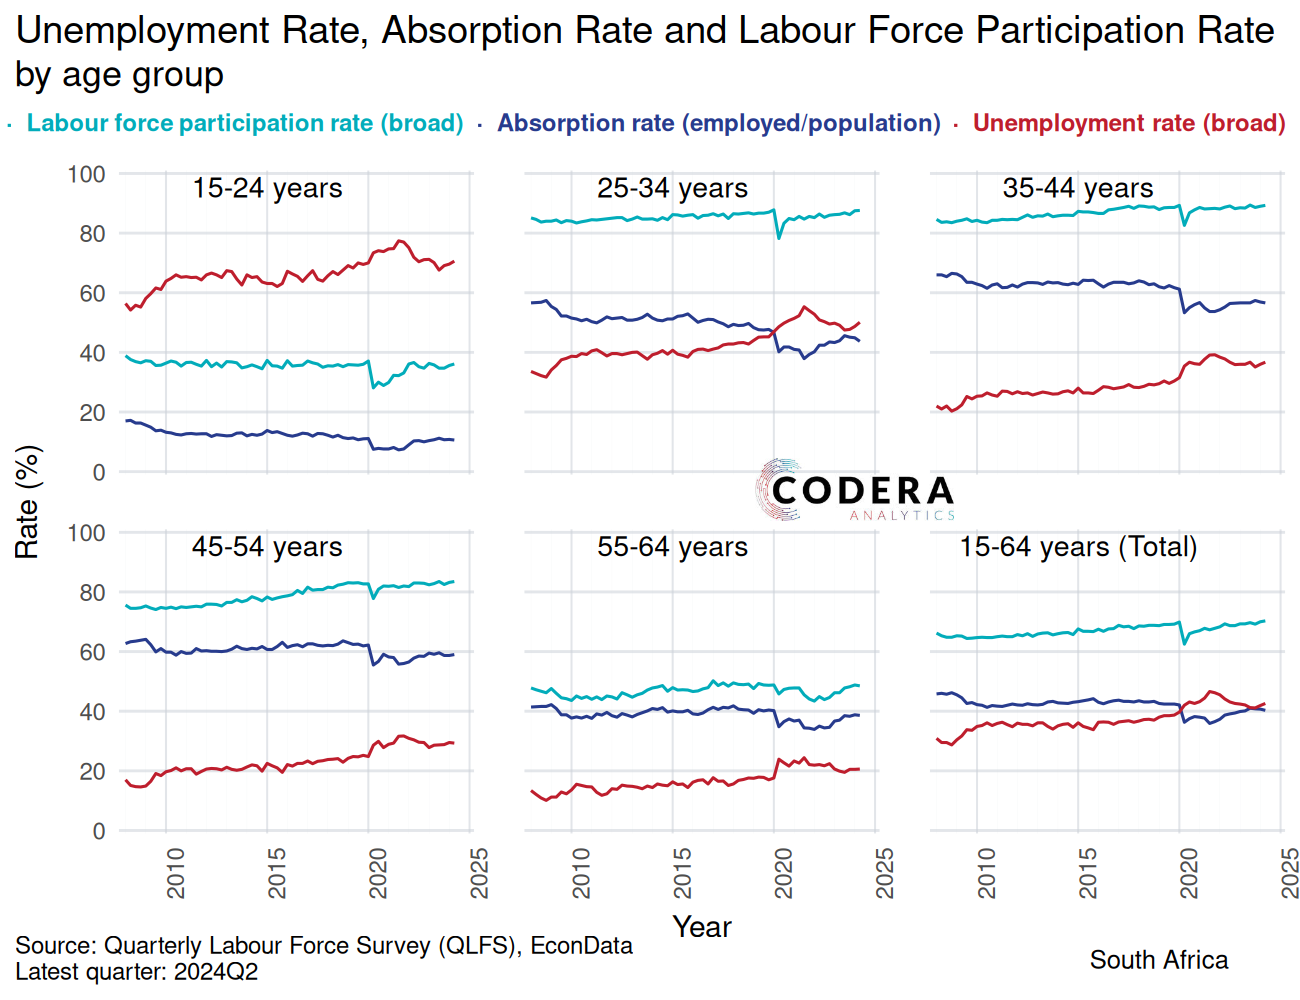 Unemployment Rate, Absorption Rate and Labour Force Participation Rate
by age group
· Labour force participation rate (broad) · Absorption rate (employed/population) · Unemployment rate (broad)
15-24 years
25-34 years
35-44 years
100
80
60
40
20
0
CODERA
ANALYTICS
Rate (%)
45-54 years
55-64 years
15-64 years (Total)
100
80
60
40
20
0
2010 2015 2020 2025
2010 2015 2020 2025
2010 2015 2020 2025
Year
Source: Quarterly Labour Force Survey (QLFS), EconData
Latest quarter: 2024Q2
South Africa